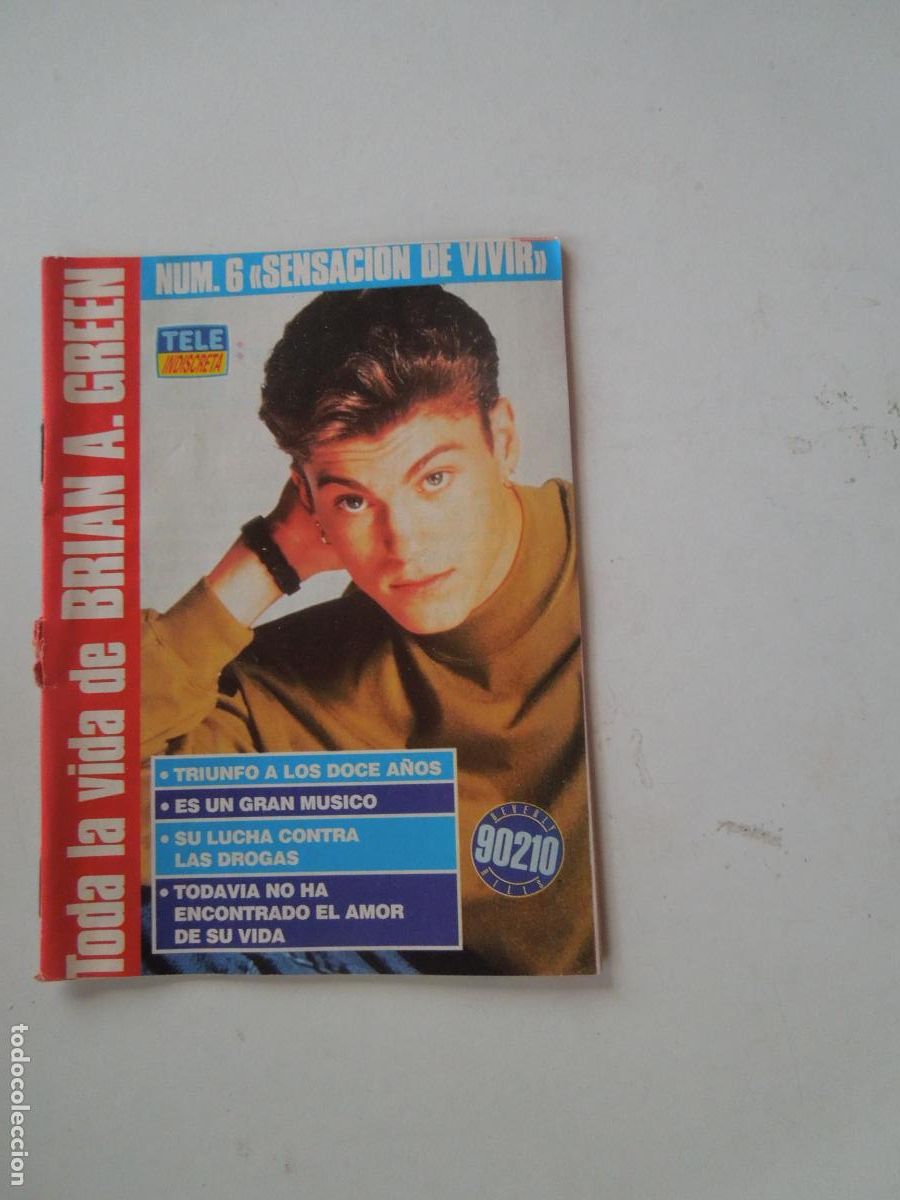 NUM. 6 «SENSACION DE VIVIR»
TELE
INDISCRETA
Toda la vida de BRIAN A. GREEN
• TRIUNFO A LOS DOCE AÑOS
• ES UN GRAN MUSICO
• SU LUCHA CONTRA
LAS DROGAS
• TODAVIA NO HA
ENCONTRADO EL AMOR
DE SU VIDA
BEVERLY
90210
HILLS
todocoleccion